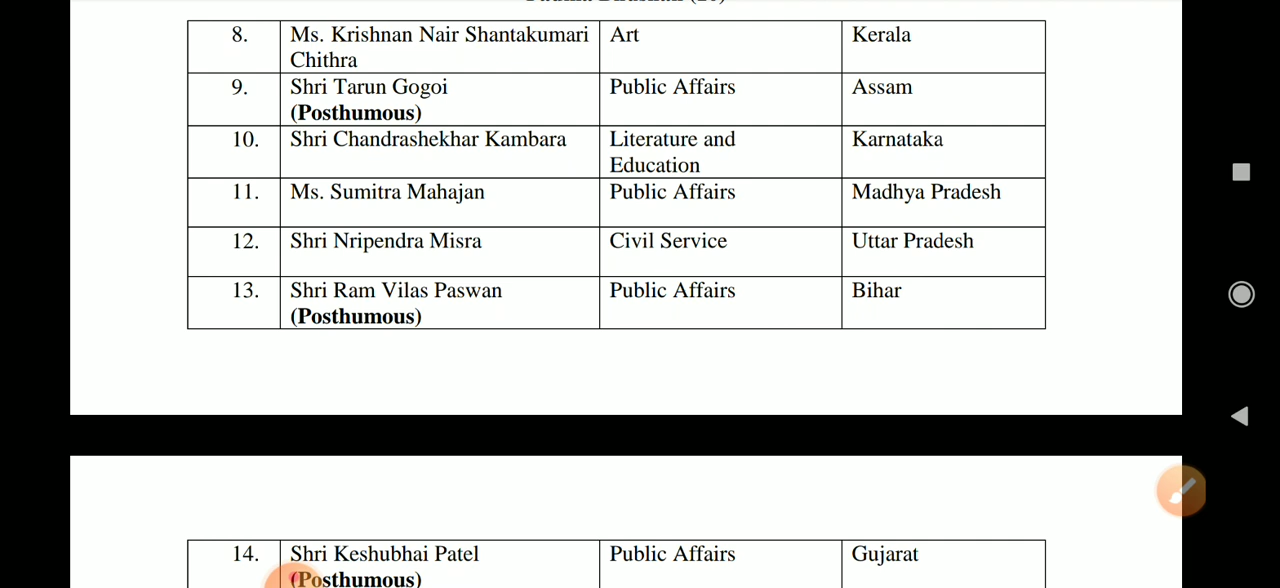 8. Ms. Krishnan Nair Shantakumari Art Kerala
Chithra
9. Shri Tarun Gogoi Public Affairs Assam
(Posthumous)
10. Shri Chandrashekhar Kambara Literature and Karnataka
Education
11. Ms. Sumitra Mahajan Public Affairs Madhya Pradesh
12. Shri Nripendra Misra Civil Service Uttar Pradesh
13. Shri Ram Vilas Paswan Public Affairs Bihar
(Posthumous)
14. Shri Keshubhai Patel Public Affairs Gujarat
(Posthumous)